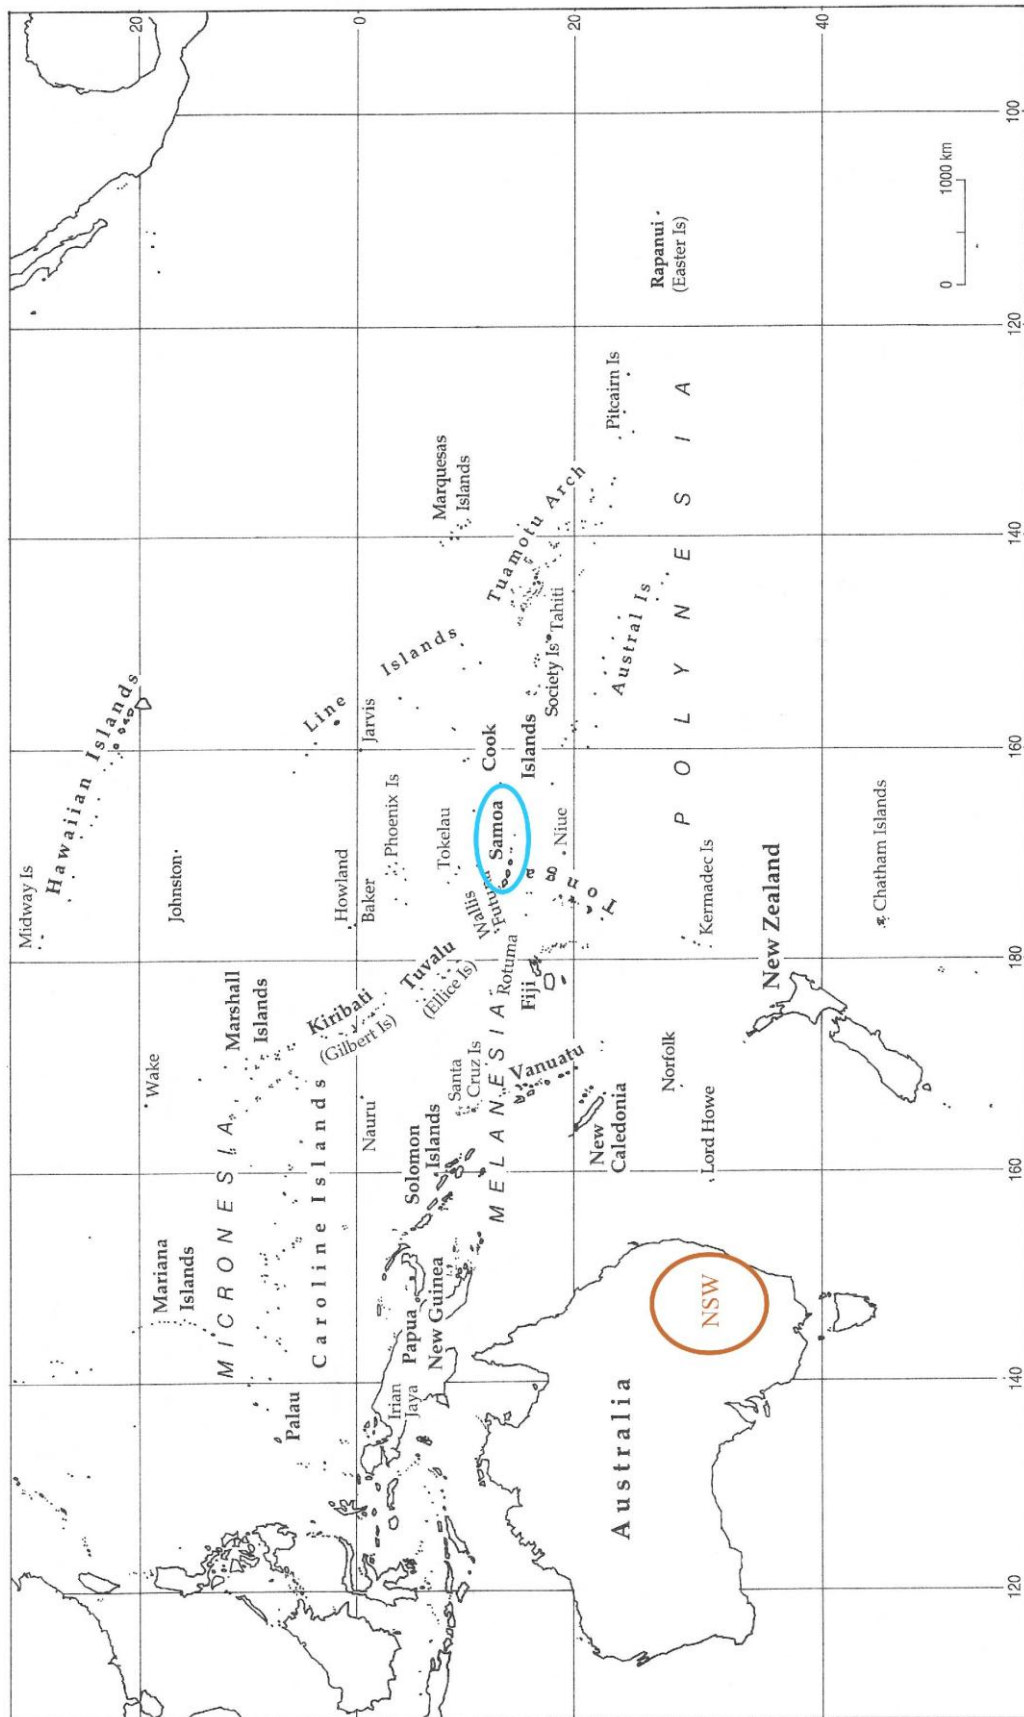 Midway Is
Hawaiian Islands
Johnston
Wake
Marshall
Islands
MICRONESIA
Mariana
Islands
Caroline Islands
Palau
Howland
Baker
Phoenix Is
Jarvis
Line Islands
Kiribati
(Gilbert Is)
Nauru
Tuvalu
(Ellice Is)
Tokelau
Marquesas
Islands
Irian
Jaya
Papua
New Guinea
Solomon
Islands
Santa
Cruz Is
MELANESIA
Rotuma
Wallis
Futuna
Samoa
Cook
Islands
Tuamotu Arch
Vanuatu
Fiji
Ton
g
a
Niue
Society Is
Tahiti
New
Caledonia
Austral Is
Pitcairn Is
Rapanui
(Easter Is)
POLYNESIA
Australia
NSW
Norfolk
Lord Howe
Kermadec Is
New Zealand
Chatham Islands
0 1000 km
20
0
20
40
120 140 160 180 160 140 120 100